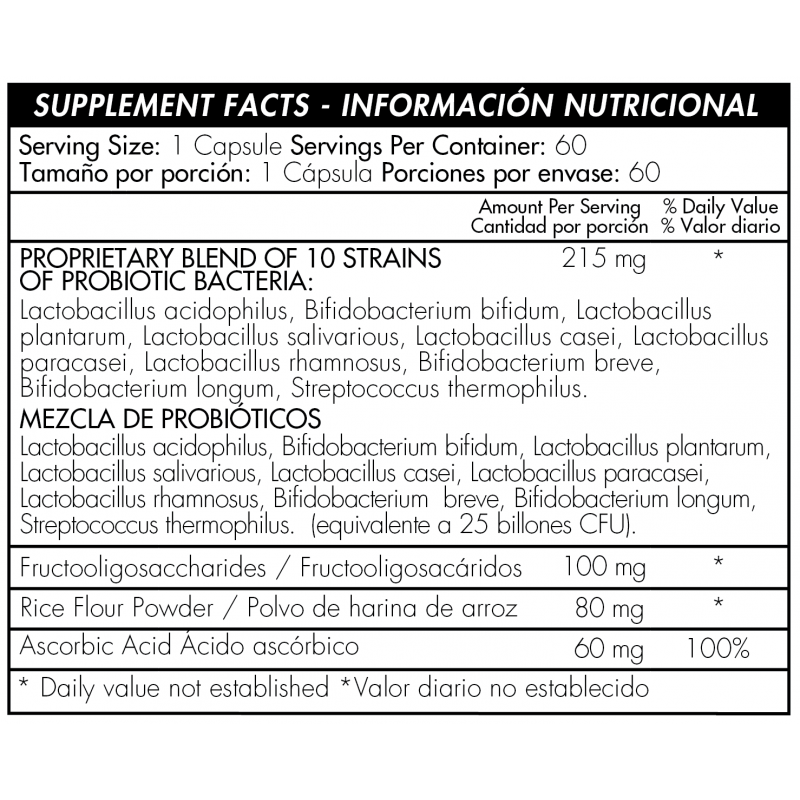 SUPPLEMENT FACTS - INFORMACIÓN NUTRICIONAL
Serving Size: 1 Capsule Servings Per Container: 60
Tamaño por porción: 1 Cápsula Porciones por envase: 60
Amount Per Serving % Daily Value
Cantidad por porción % Valor diario
PROPRIETARY BLEND OF 10 STRAINS 215 mg *
OF PROBIOTIC BACTERIA:
Lactobacillus acidophilus, Bifidobacterium bifidum, Lactobacillus
plantarum, Lactobacillus salivarious, Lactobacillus casei, Lactobacillus
paracasei, Lactobacillus rhamnosus, Bifidobacterium breve,
Bifidobacterium longum, Streptococcus thermophilus.
MEZCLA DE PROBIÓTICOS
Lactobacillus acidophilus, Bifidobacterium bifidum, Lactobacillus plantarum,
Lactobacillus salivarious, Lactobacillus casei, Lactobacillus paracasei,
Lactobacillus rhamnosus, Bifidobacterium breve, Bifidobacterium longum,
Streptococcus thermophilus. (equivalente a 25 billones CFU).
Fructooligosaccharides / Fructooligosacáridos 100 mg *
Rice Flour Powder / Polvo de harina de arroz 80 mg *
Ascorbic Acid Ácido ascórbico 60 mg 100%
* Daily value not established *Valor diario no establecido